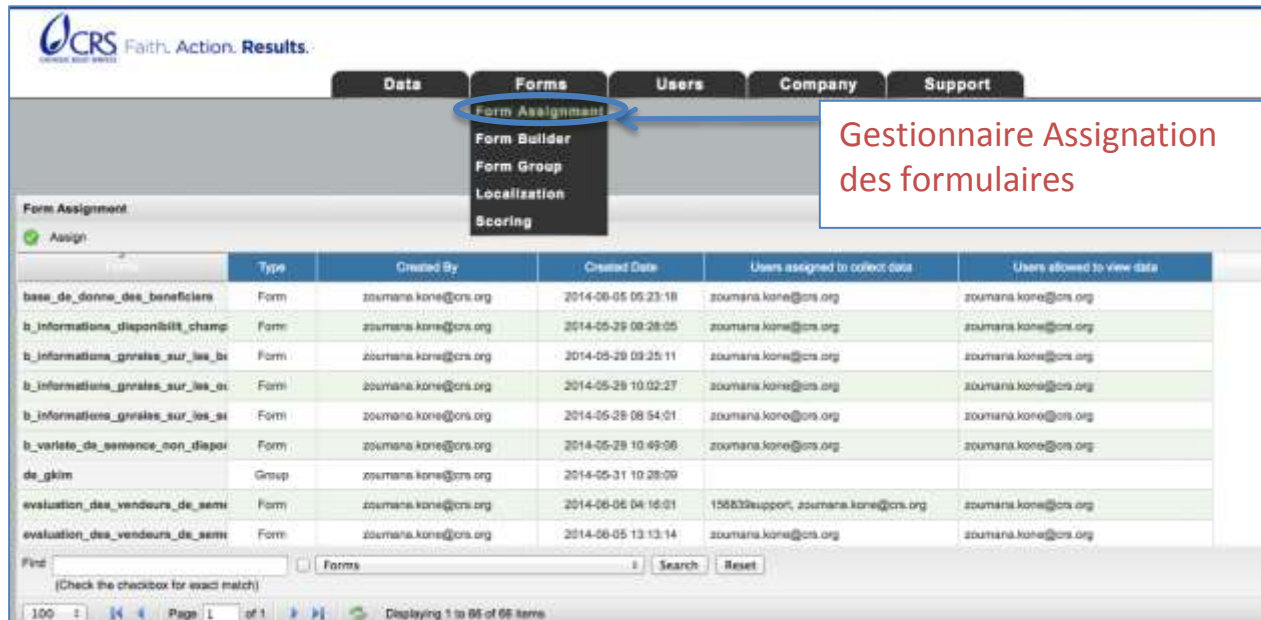 CRS Faith. Action. Results.
CATHOLIC RELIEF SERVICES
Data Forms Users Company Support
Form Assignment
Form Builder
Form Group
Localization
Scoring
Gestionnaire Assignation
des formulaires
Form Assignment
Assign
Type Created By Created Date Users assigned to collect data Users allowed to view data
base_de_donne_des_beneficiers Form zoumana.kone@crs.org 2014-06-05 05:23:18 zoumana.kone@crs.org zoumana.kone@crs.org
b_informations_disponibilit_champ Form zoumana.kone@crs.org 2014-05-29 09:28:05 zoumana.kone@crs.org zoumana.kone@crs.org
b_informations_gnrales_sur_les_b Form zoumana.kone@crs.org 2014-05-29 09:25:11 zoumana.kone@crs.org zoumana.kone@crs.org
b_informations_gnrales_sur_les_o Form zoumana.kone@crs.org 2014-05-29 10:02:27 zoumana.kone@crs.org zoumana.kone@crs.org
b_informations_gnrales_sur_les_s Form zoumana.kone@crs.org 2014-05-29 08:54:01 zoumana.kone@crs.org zoumana.kone@crs.org
b_variete_de_semence_non_dispo Form zoumana.kone@crs.org 2014-05-29 10:49:06 zoumana.kone@crs.org zoumana.kone@crs.org
de_gkim Group zoumana.kone@crs.org 2014-05-31 10:28:09
evaluation_des_vendeurs_de_seme Form zoumana.kone@crs.org 2014-06-06 04:16:01 156839support, zoumana.kone@crs.org zoumana.kone@crs.org
evaluation_des_vendeurs_de_seme Form zoumana.kone@crs.org 2014-06-05 13:13:14 zoumana.kone@crs.org zoumana.kone@crs.org
Find Forms Search Reset
(Check the checkbox for exact match)
100 Page 1 of 1 Displaying 1 to 66 of 66 items